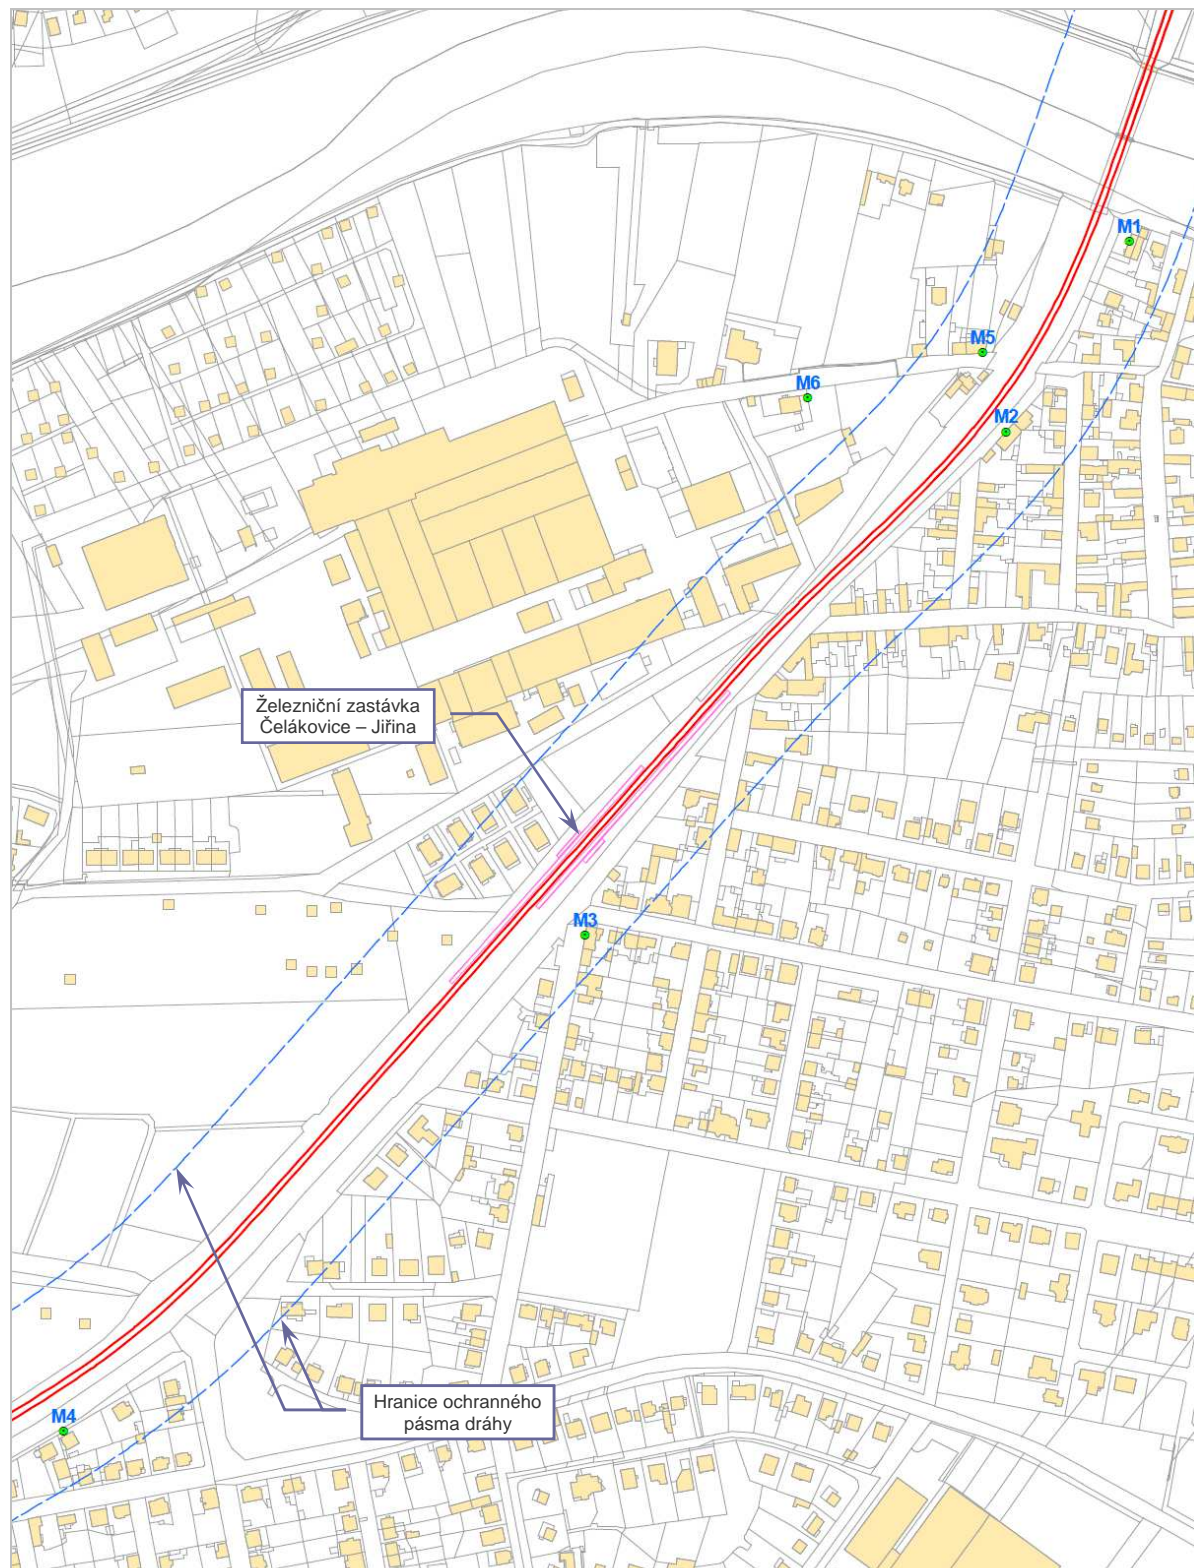 M1
M5
M6
M2
Železniční zastávka
Čelákovice – Jiřina
M3
Hranice ochranného
pásma dráhy
M4